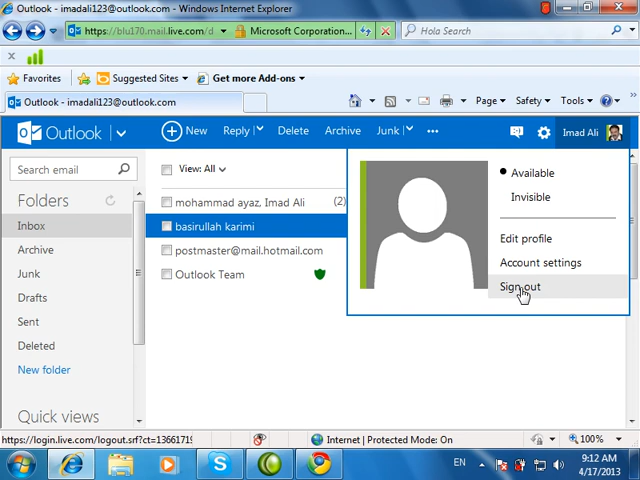 Outlook - imadali123@outlook.com - Windows Internet Explorer
https://blu170.mail.live.com/d
Microsoft Corporation...
Hola Search
x
Favorites
Suggested Sites
Get more Add-ons
Outlook - imadali123@outlook.com
Page
Safety
Tools
Outlook
New
Reply
Delete
Archive
Junk
Imad Ali
Search email
View: All
Folders
Inbox
Archive
Junk
Drafts
Sent
Deleted
New folder
Quick views
mohammad ayaz, Imad Ali (2)
basirullah karimi
postmaster@mail.hotmail.com
Outlook Team
Available
Invisible
Edit profile
Account settings
Sign out
https://login.live.com/logout.srf?ct=1366171
Internet | Protected Mode: On
100%
EN
9:12 AM
4/17/2013